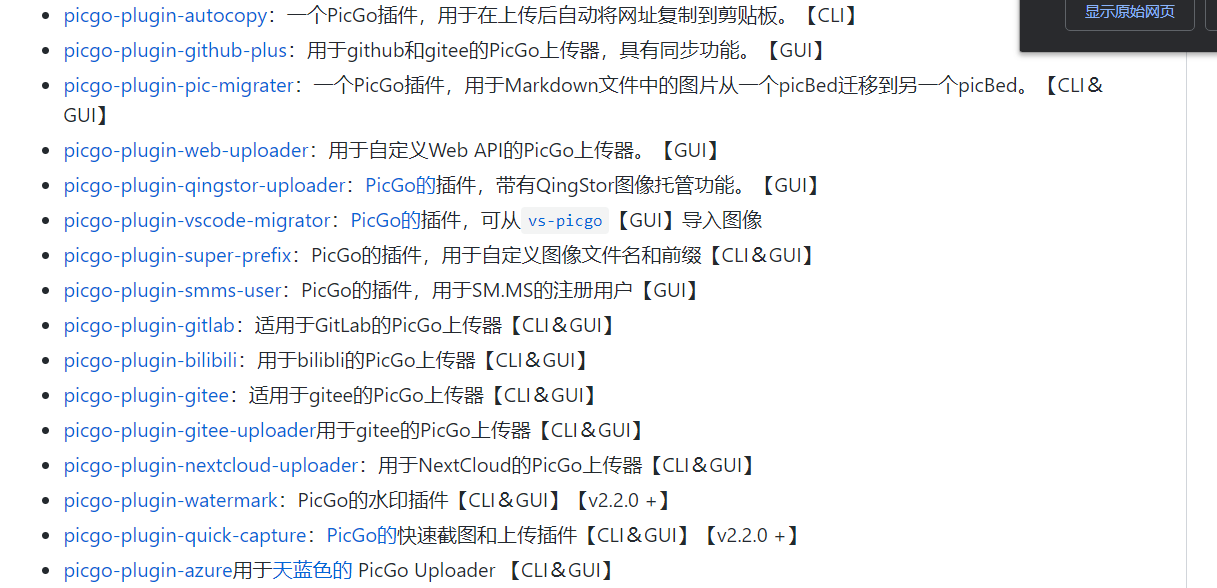 picgo-plugin-autocopy：一个PicGo插件，用于在上传后自动将网址复制到剪贴板。【CLI】
显示原始网页
picgo-plugin-github-plus：用于github和gitee的PicGo上传器，具有同步功能。【GUI】
picgo-plugin-pic-migrater：一个PicGo插件，用于Markdown文件中的图片从一个picBed迁移到另一个picBed。【CLI＆
GUI】
picgo-plugin-web-uploader：用于自定义Web API的PicGo上传器。【GUI】
picgo-plugin-qingstor-uploader：PicGo的插件，带有QingStor图像托管功能。【GUI】
picgo-plugin-vscode-migrator：PicGo的插件，可从 vs-picgo 【GUI】导入图像
picgo-plugin-super-prefix：PicGo的插件，用于自定义图像文件名和前缀【CLI＆GUI】
picgo-plugin-smms-user：PicGo的插件，用于SM.MS的注册用户【GUI】
picgo-plugin-gitlab：适用于GitLab的PicGo上传器【CLI＆GUI】
picgo-plugin-bilibili：用于bilibli的PicGo上传器【CLI＆GUI】
picgo-plugin-gitee：适用于gitee的PicGo上传器【CLI＆GUI】
picgo-plugin-gitee-uploader用于gitee的PicGo上传器【CLI＆GUI】
picgo-plugin-nextcloud-uploader：用于NextCloud的PicGo上传器【CLI＆GUI】
picgo-plugin-watermark：PicGo的水印插件【CLI＆GUI】【v2.2.0 +】
picgo-plugin-quick-capture：PicGo的快速截图和上传插件【CLI＆GUI】【v2.2.0 +】
picgo-plugin-azure用于天蓝色的 PicGo Uploader 【CLI＆GUI】